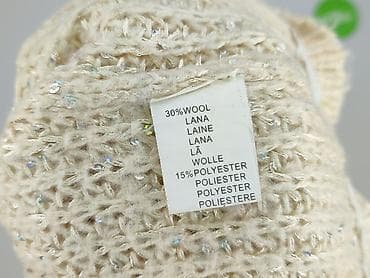 30%WOOL
LANA
LAINE
LANA
LÃ
WOLLE
15%POLYESTER
POLIESTER
POLYESTER
POLIESTERE